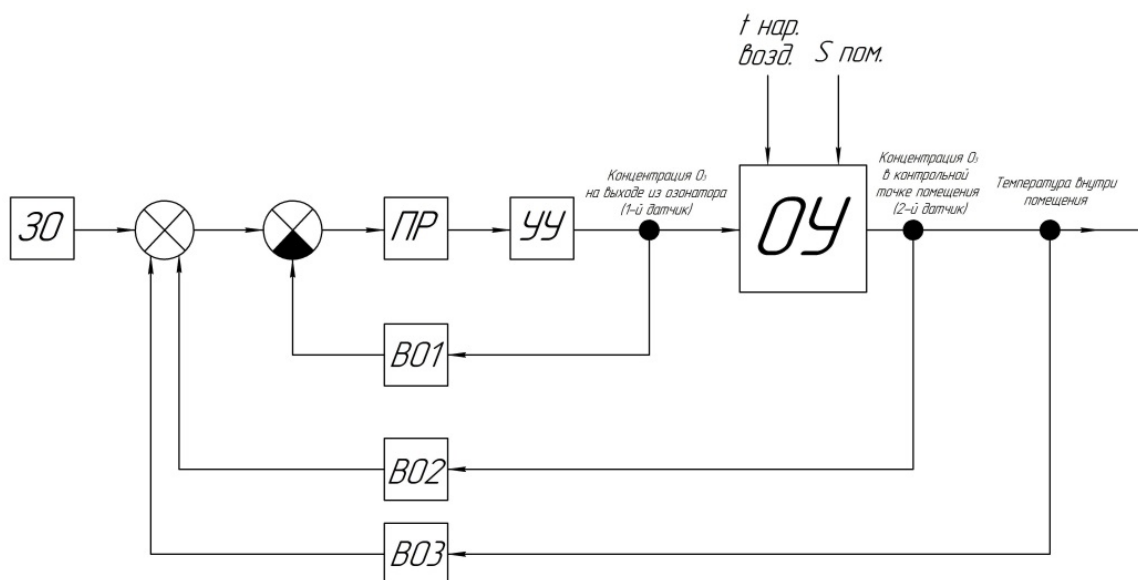 t нар.
возд.
S пом.
Концентрация O₃
на выходе из озонатора
(1-й датчик)
Концентрация O₃
в контрольной
точке помещения
(2-й датчик)
Температура внутри
помещения
ЗО
ПР
УУ
ОУ
ВО1
ВО2
ВО3